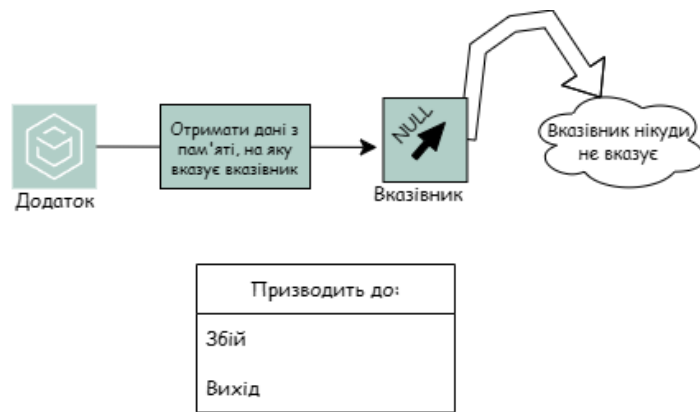 Отримати дані з
пам'яті, на яку
вказує вказівник
Додаток
NULL
Вказівник
Вказівник нікуди
не вказує
Призводить до:
Збій
Вихід